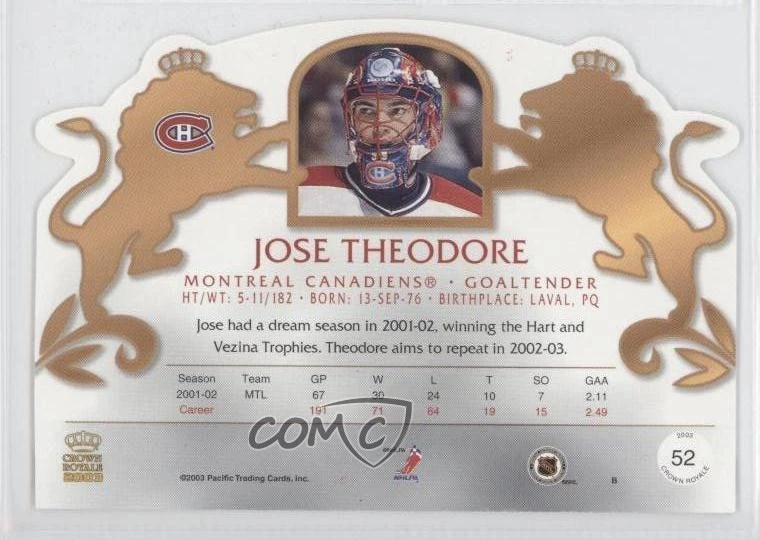 JOSE THEODORE
MONTREAL CANADIENS® • GOALTENDER
HT/WT: 5-11/182 • BORN: 13-SEP-76 • BIRTHPLACE: LAVAL, PQ
Jose had a dream season in 2001-02, winning the Hart and
Vezina Trophies. Theodore aims to repeat in 2002-03.
Season Team GP W L T SO GAA
2001-02 MTL 67 30 24 10 7 2.11
Career 191 71 84 19 15 2.49
COMC
CROWN
ROYALE
2003
©2003 Pacific Trading Cards, Inc.
NHLPA
NHL
B
2003
52
CROWN ROYALE